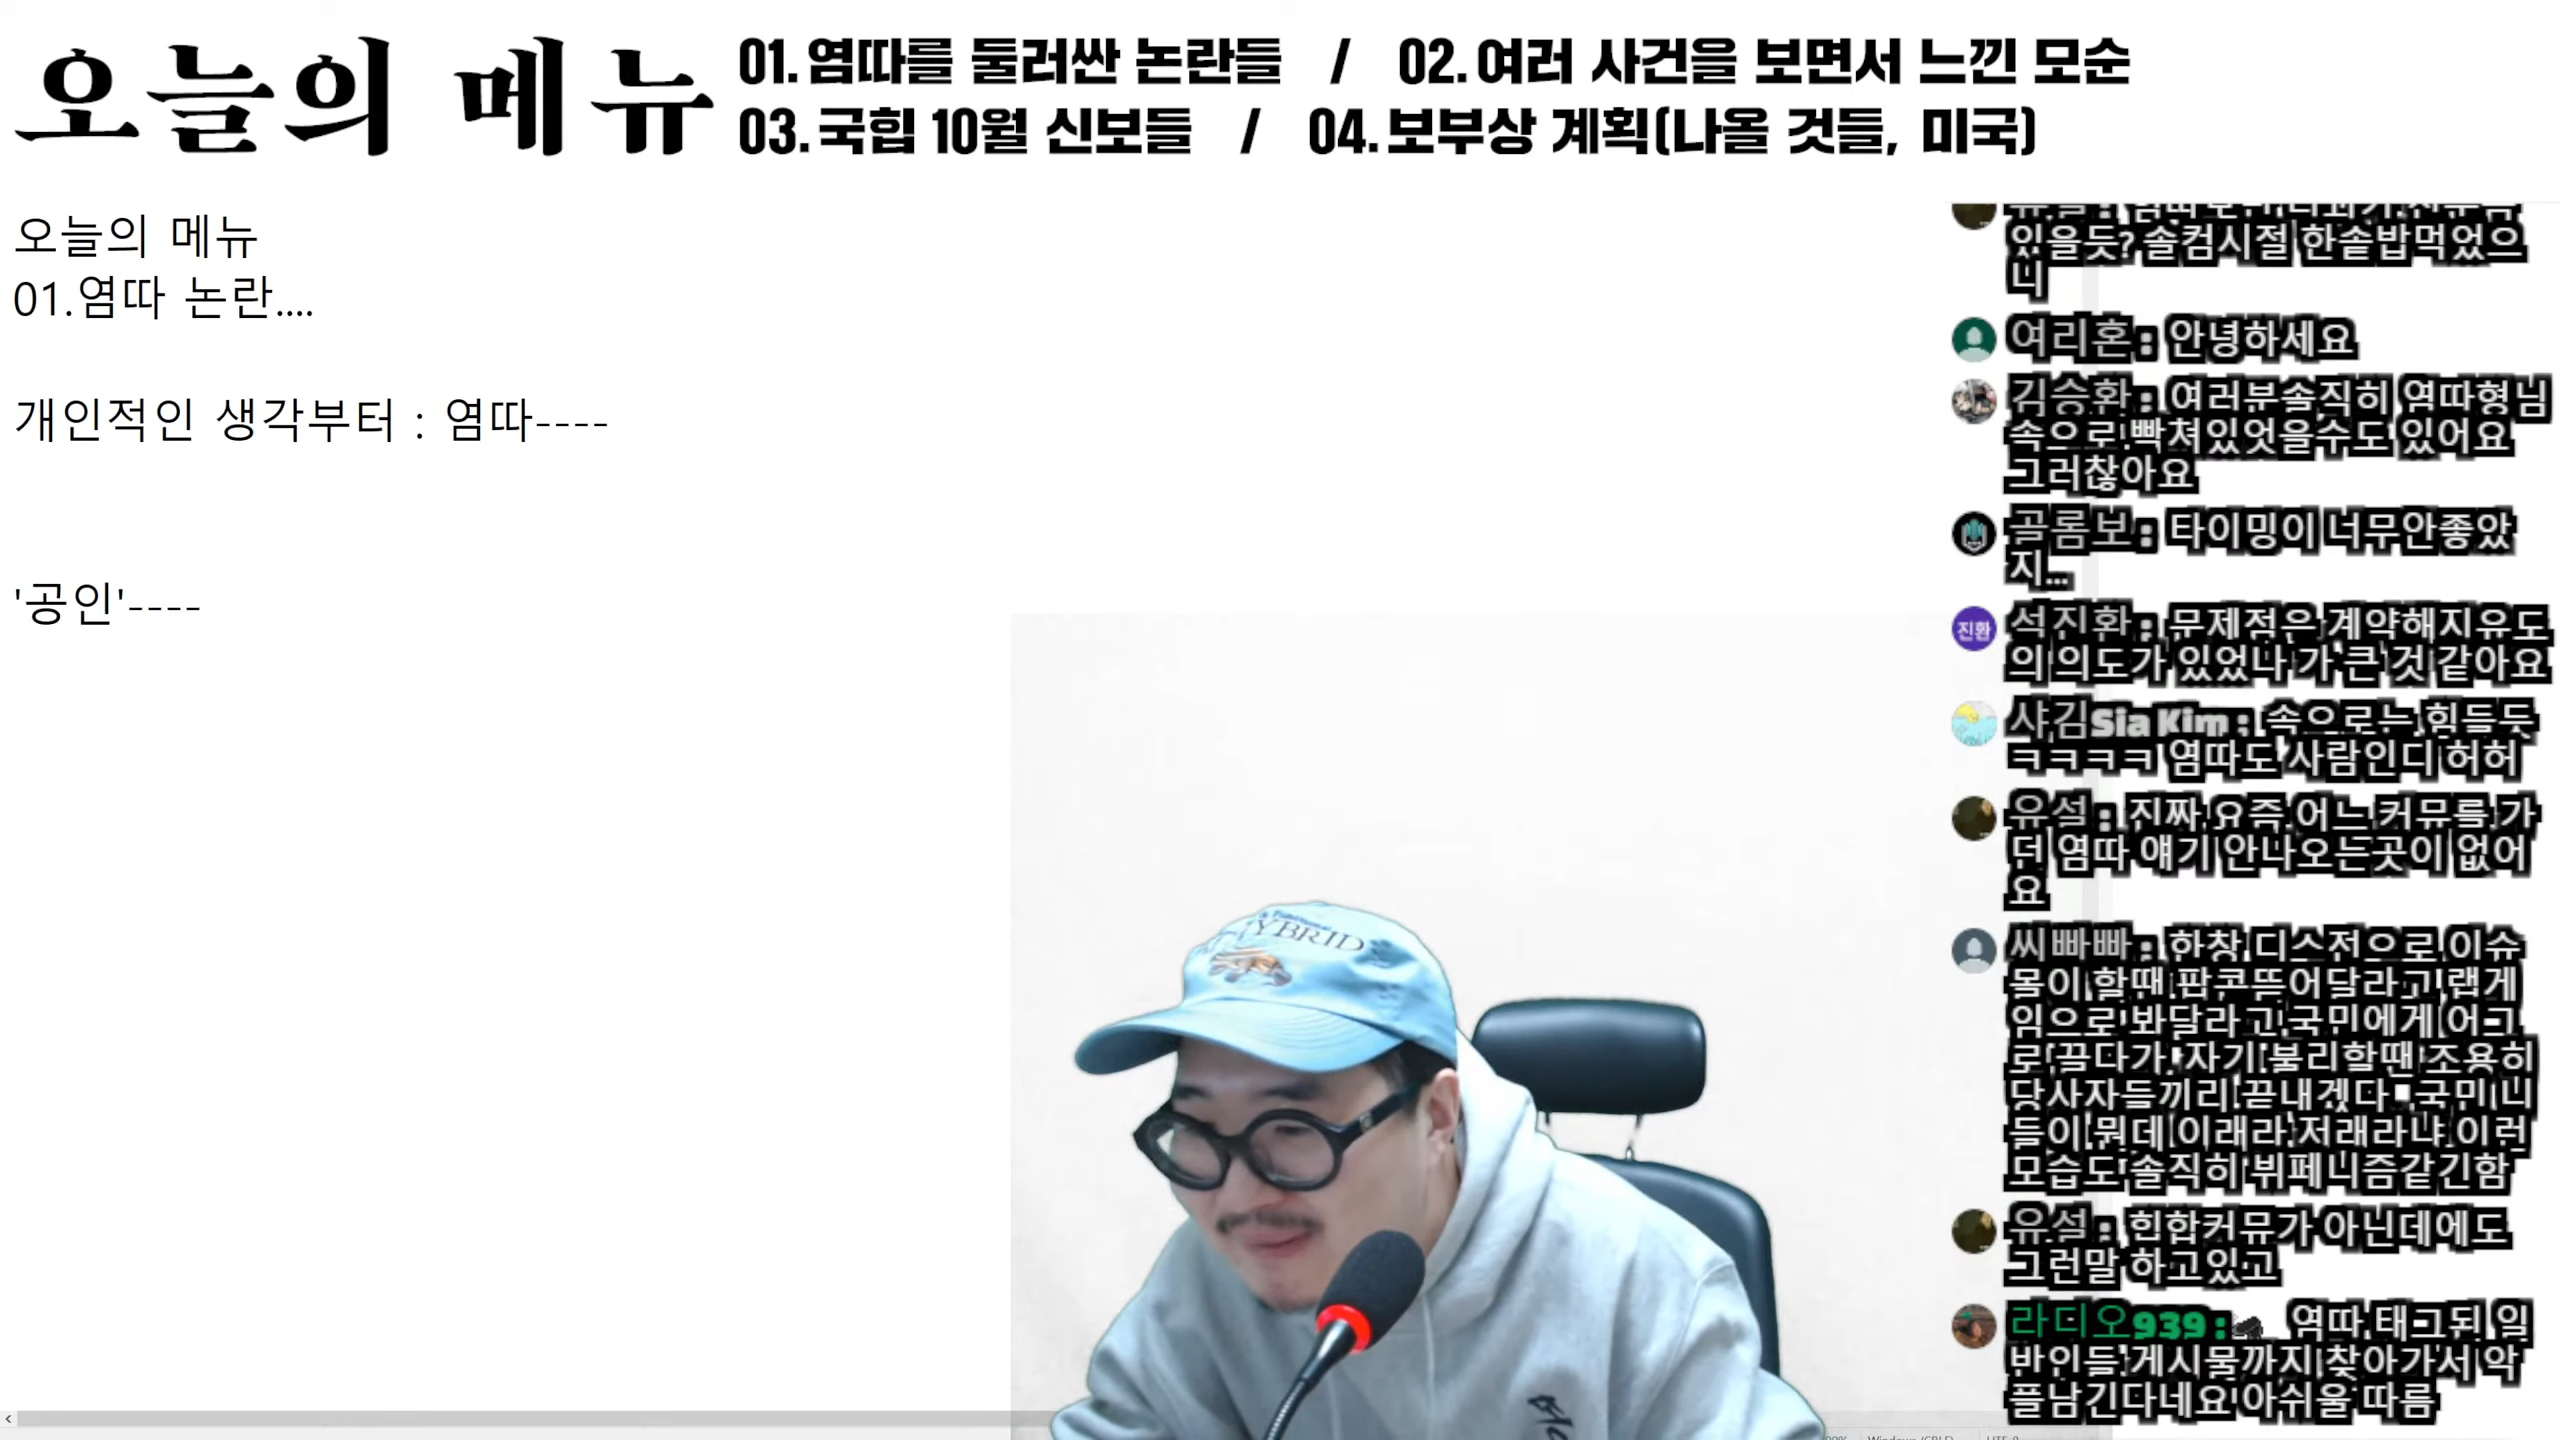 오늘의 메뉴
01. 염따를 둘러싼 논란들 / 02. 여러 사건을 보면서 느낀 모순
03. 국힙 10월 신보들 / 04. 보부상 계획(나올 것들, 미국)
오늘의 메뉴
01.염따 논란....
개인적인 생각부터 : 염따----
'공인'----
YBRID
있을듯? 솔컴시절 한솥밥먹었으
니
여리혼 : 안녕하세요
김승환 : 여러분솔직히 염따형님
속으로 빡쳐있엇을수도 있어요
그러찮아요
골롬보 : 타이밍이 너무안좋았
지...
진환
석진환 : 문제점은 계약해지유도
의 의도가 있었나 가 큰 것 같아요
샤김Sia Kim : 속으로는 힘들듯
ㅋㅋㅋㅋ 염따도 사람인디 허허
유설 : 진짜 요즘 어느 커뮤를 가
던 염따 얘기 안나오는곳이 없어
요
씨빠빠 : 한창 디스전으로 이슈
몰이 할땐 팝콘뜯어달라고 랩게
임으로 봐달라고 국민에게 어그
로 끌다가, 자기 불리할땐 조용히
당사자들끼리 끝내겠다. 국민 니
들이 뭔데 이래라 저래라냐 이런
모습도 솔직히 뷔페니즘같긴함
유설 : 힙합커뮤가 아닌데에도
그런말 하고있고
라디오939 : 염따 태그된 일
반인들 게시물까지 찾아가서 악
플남긴다네요 아쉬울 따름